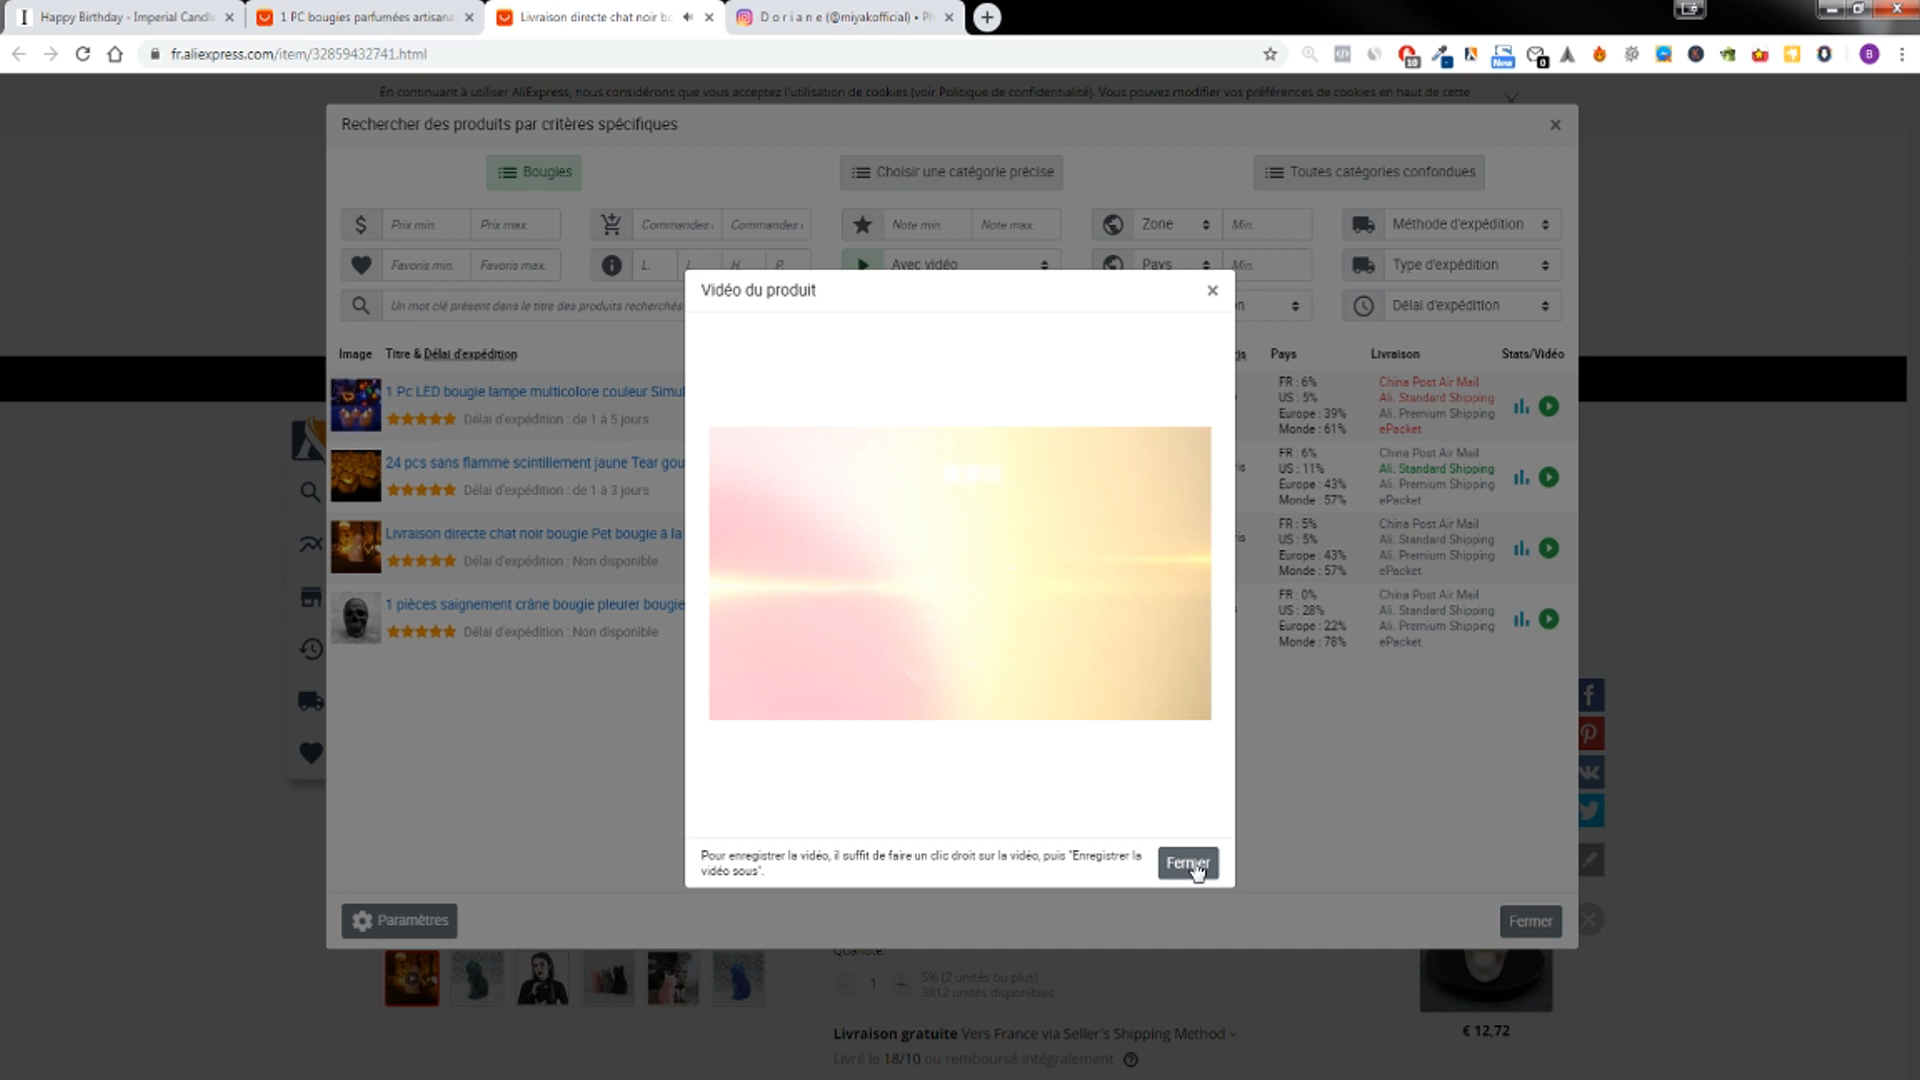 Happy Birthday - Imperial Candl
1 PC bougies parfumées artisana
Livraison directe chat noir bo
D o r i a n e (@miyakofficial) • Ph
fr.aliexpress.com/item/32859432741.html
10
New
0
B
En continuant à utiliser AliExpress, nous considérons que vous acceptez l'utilisation de cookies (voir Politique de confidentialité). Vous pouvez modifier vos préférences de cookies en haut de cette
Rechercher des produits par critères spécifiques
Bougies
Choisir une catégorie précise
Toutes catégories confondues
Prix min. Prix max. Commandes Commandes Note min. Note max. Zone Min. Méthode d'expédition
Favoris min. Favoris max. L. H. P. Avec vidéo Pays Min. Type d'expédition
Un mot clé présent dans le titre des produits recherchés n Délai d'expédition
Image Titre & Délai d'expédition Pays Livraison Stats/Vidéo
1 Pc LED bougie lampe multicolore couleur Simul
Délai d'expédition : de 1 à 5 jours
FR : 6%
US : 5%
Europe : 39%
Monde : 61%
China Post Air Mail
Ali. Standard Shipping
Ali. Premium Shipping
ePacket
24 pcs sans flamme scintillement jaune Tear gou
Délai d'expédition : de 1 à 3 jours
is
FR : 6%
US : 11%
Europe : 43%
Monde : 57%
China Post Air Mail
Ali. Standard Shipping
Ali. Premium Shipping
ePacket
Livraison directe chat noir bougie Pet bougie à la
Délai d'expédition : Non disponible
is
FR : 5%
US : 5%
Europe : 43%
Monde : 57%
China Post Air Mail
Ali. Standard Shipping
Ali. Premium Shipping
ePacket
1 pièces saignement crâne bougie pleurer bougie
Délai d'expédition : Non disponible
FR : 0%
US : 28%
Europe : 22%
Monde : 78%
China Post Air Mail
Ali. Standard Shipping
Ali. Premium Shipping
ePacket
Vidéo du produit
Pour enregistrer la vidéo, il suffit de faire un clic droit sur la vidéo, puis "Enregistrer la
vidéo sous".
Fermer
Paramètres
Fermer
Quantité:
1
5% (2 unités ou plus)
3812 unités disponibles
Livraison gratuite Vers France via Seller's Shipping Method
Livré le 18/10 ou remboursé intégralement
€ 12,72